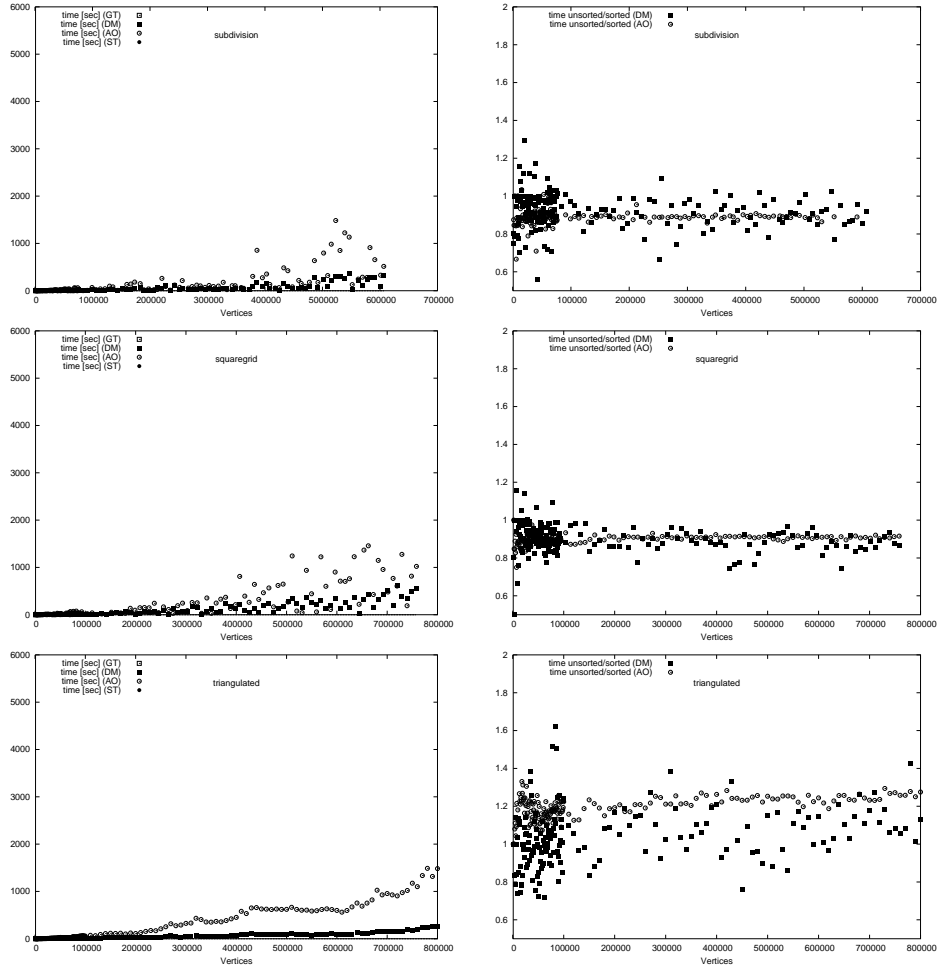 6000
5000
4000
3000
2000
1000
0
time [sec] (GT)
time [sec] (DM)
time [sec] (AO)
time [sec] (ST)
subdivision
0 100000 200000 300000 400000 500000 600000 700000
Vertices
2
1.8
1.6
1.4
1.2
1
0.8
0.6
time unsorted/sorted (DM)
time unsorted/sorted (AO)
subdivision
0 100000 200000 300000 400000 500000 600000 700000
Vertices
6000
5000
4000
3000
2000
1000
0
time [sec] (GT)
time [sec] (DM)
time [sec] (AO)
time [sec] (ST)
squaregrid
0 100000 200000 300000 400000 500000 600000 700000 800000
Vertices
2
1.8
1.6
1.4
1.2
1
0.8
0.6
time unsorted/sorted (DM)
time unsorted/sorted (AO)
squaregrid
0 100000 200000 300000 400000 500000 600000 700000 800000
Vertices
6000
5000
4000
3000
2000
1000
0
time [sec] (GT)
time [sec] (DM)
time [sec] (AO)
time [sec] (ST)
triangulated
0 100000 200000 300000 400000 500000 600000 700000 800000
Vertices
2
1.8
1.6
1.4
1.2
1
0.8
0.6
time unsorted/sorted (DM)
time unsorted/sorted (AO)
triangulated
0 100000 200000 300000 400000 500000 600000 700000 800000
Vertices